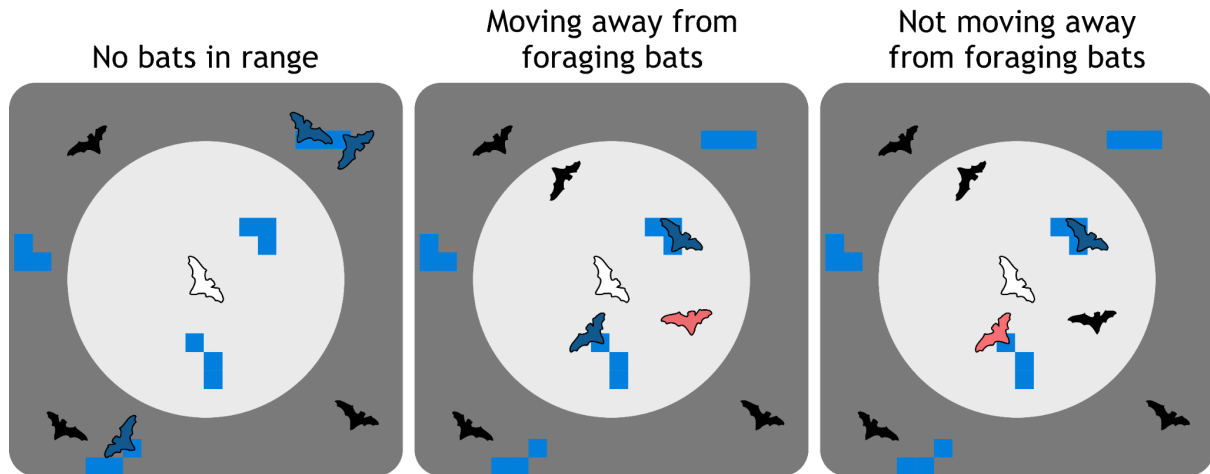 No bats in range
Moving away from
foraging bats
Not moving away
from foraging bats